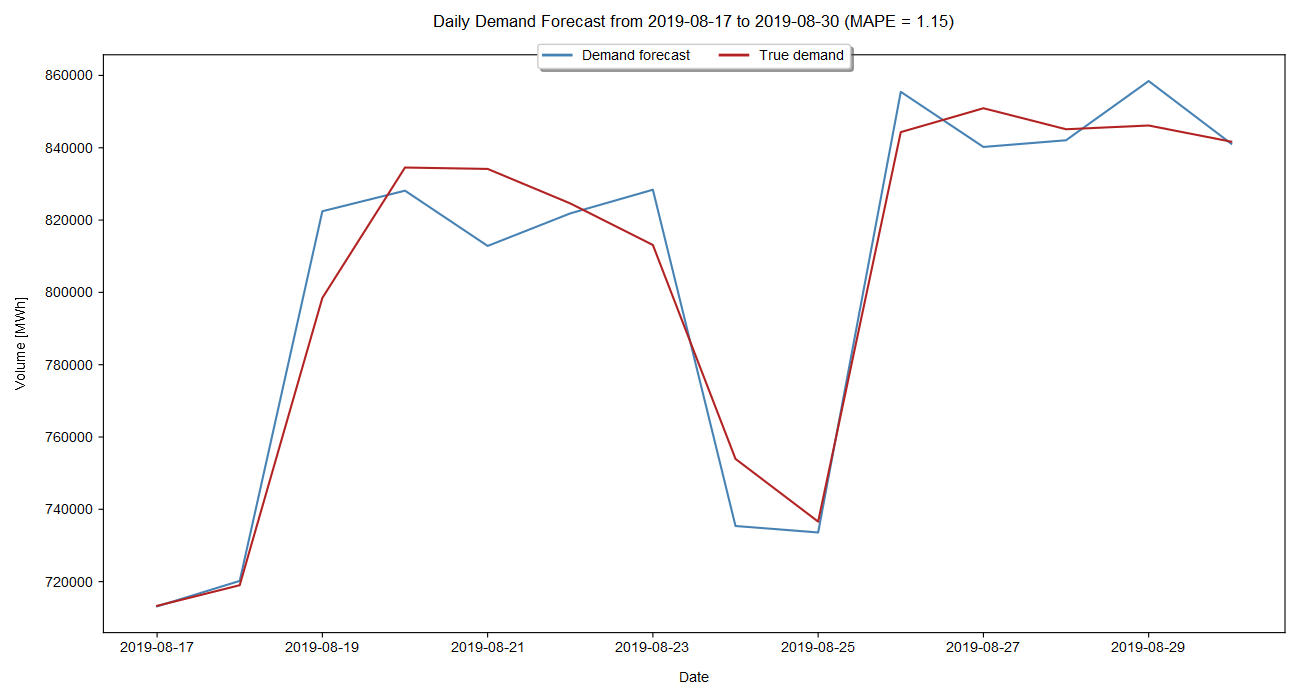 Daily Demand Forecast from 2019-08-17 to 2019-08-30 (MAPE = 1.15)
Demand forecast True demand
860000
840000
820000
800000
780000
760000
740000
720000
Volume [MWh]
2019-08-17 2019-08-19 2019-08-21 2019-08-23 2019-08-25 2019-08-27 2019-08-29
Date